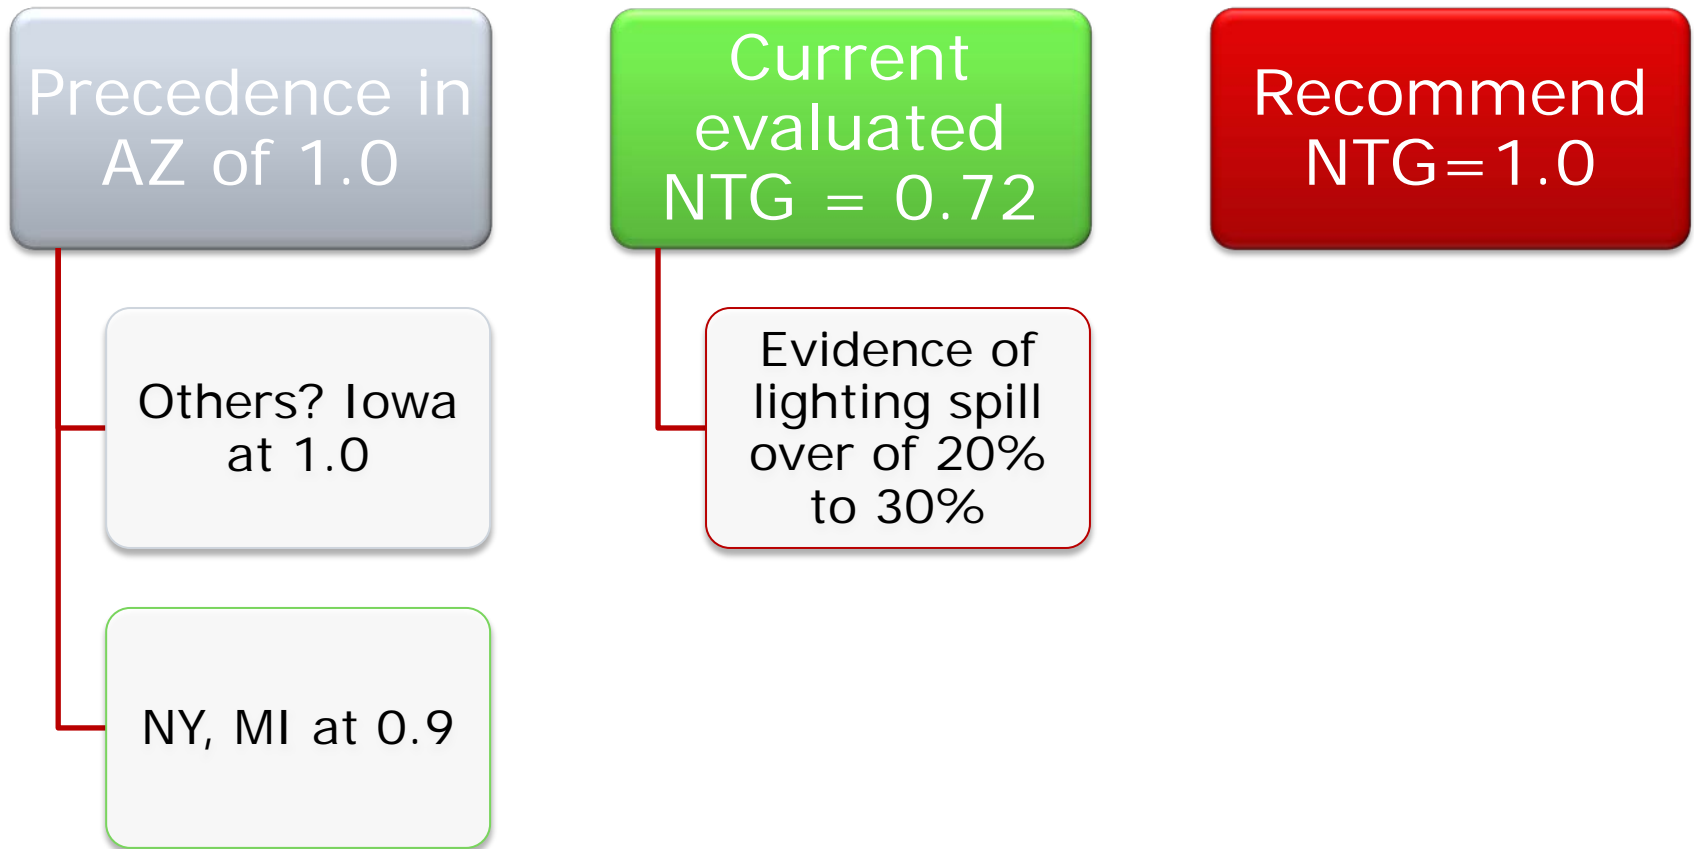 Precedence in
AZ of 1.0
Others? Iowa
at 1.0
NY, MI at 0.9
Current
evaluated
NTG = 0.72
Evidence of
lighting spill
over of 20%
to 30%
Recommend
NTG=1.0